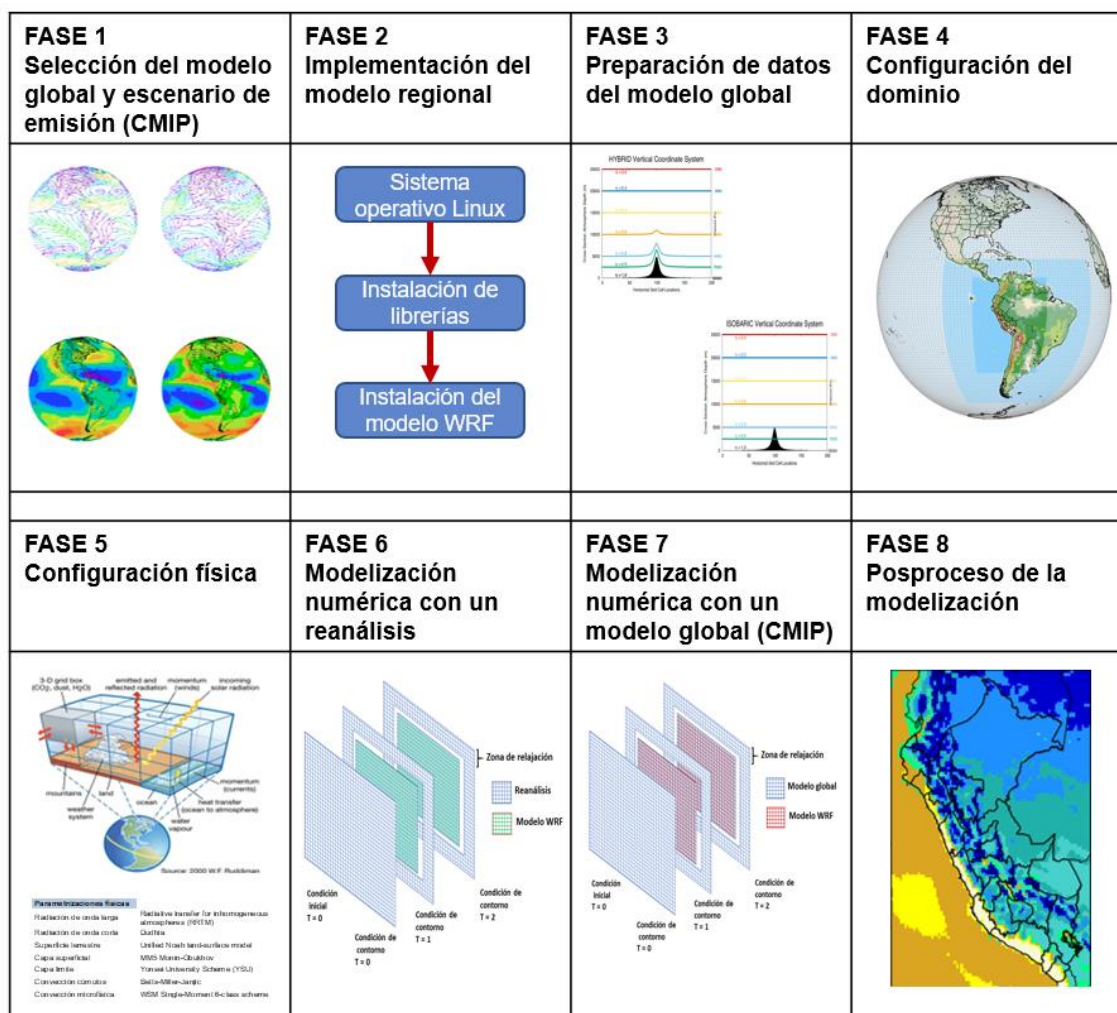 FASE 1
Selección del modelo
global y escenario de
emisión (CMIP)
FASE 2
Implementación del
modelo regional
FASE 3
Preparación de datos
del modelo global
FASE 4
Configuración del
dominio
Sistema
operativo Linux
Instalación de
librerías
Instalación del
modelo WRF
HYBRID Vertical Coordinate System
Horizontal Grid Cell Locations
ISOBARIC Vertical Coordinate System
Horizontal Grid Cell Locations
FASE 5
Configuración física
FASE 6
Modelización
numérica con un
reanálisis
FASE 7
Modelización
numérica con un
modelo global (CMIP)
FASE 8
Posproceso de la
modelización
3-D grid box
(CO2, dust, H2O)
emitted and
reflected radiation
momentum
(winds)
incoming
solar radiation
mountains
land
weather
system
ocean
water
vapour
momentum
(currents)
heat transfer
(ocean to atmosphere)
Source: 2000 W.F. Ruddiman
Parametrizaciones físicas
Radiación de onda larga
Radiative transfer for inhomogeneous
atmospheres (RRTM)
Radiación de onda corta
Dudhia
Superficie terrestre
Unified Noah land-surface model
Capa superficial
MM5 Monin-Obukhov
Capa límite
Yonsei University Scheme (YSU)
Convección cúmulos
Betts-Miller-Janjic
Convección microfísica
WSM Single-Moment 6-class scheme
Zona de relajación
Reanálisis
Modelo WRF
Condición
inicial
T = 0
Condición de
contorno
T = 0
Condición de
contorno
T = 1
Condición de
contorno
T = 2
Zona de relajación
Modelo global
Modelo WRF
Condición
inicial
T = 0
Condición de
contorno
T = 0
Condición de
contorno
T = 1
Condición de
contorno
T = 2